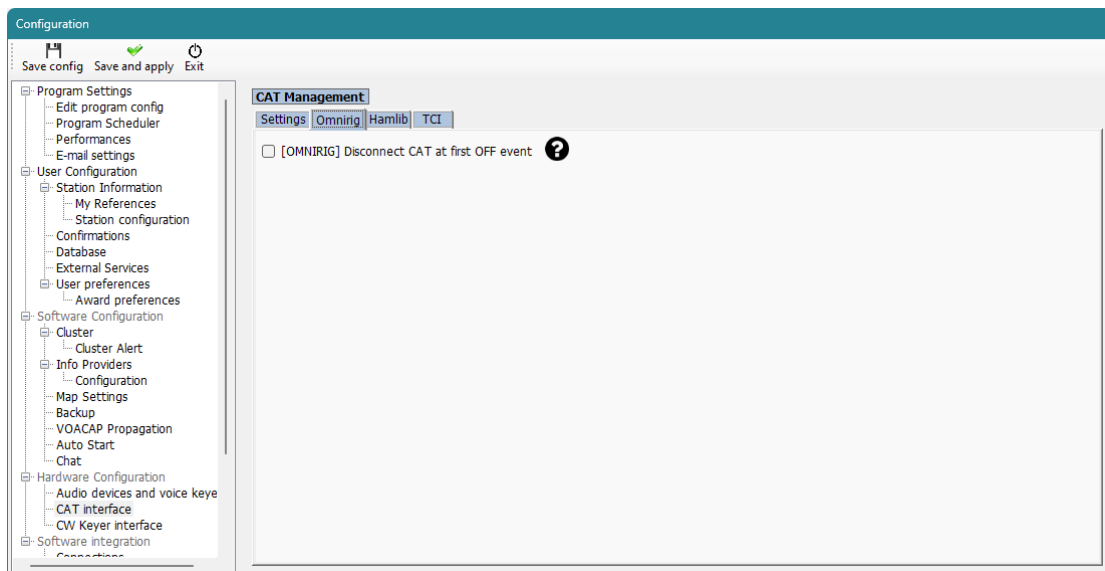 Configuration
Save config Save and apply Exit
Program Settings
Edit program config
Program Scheduler
Performances
E-mail settings
User Configuration
Station Information
My References
Station configuration
Confirmations
Database
External Services
User preferences
Award preferences
Software Configuration
Cluster
Cluster Alert
Info Providers
Configuration
Map Settings
Backup
VOACAP Propagation
Auto Start
Chat
Hardware Configuration
Audio devices and voice keye
CAT interface
CW Keyer interface
Software integration
Connections
CAT Management
Settings Omnirig Hamlib TCI
[OMNIRIG] Disconnect CAT at first OFF event ?